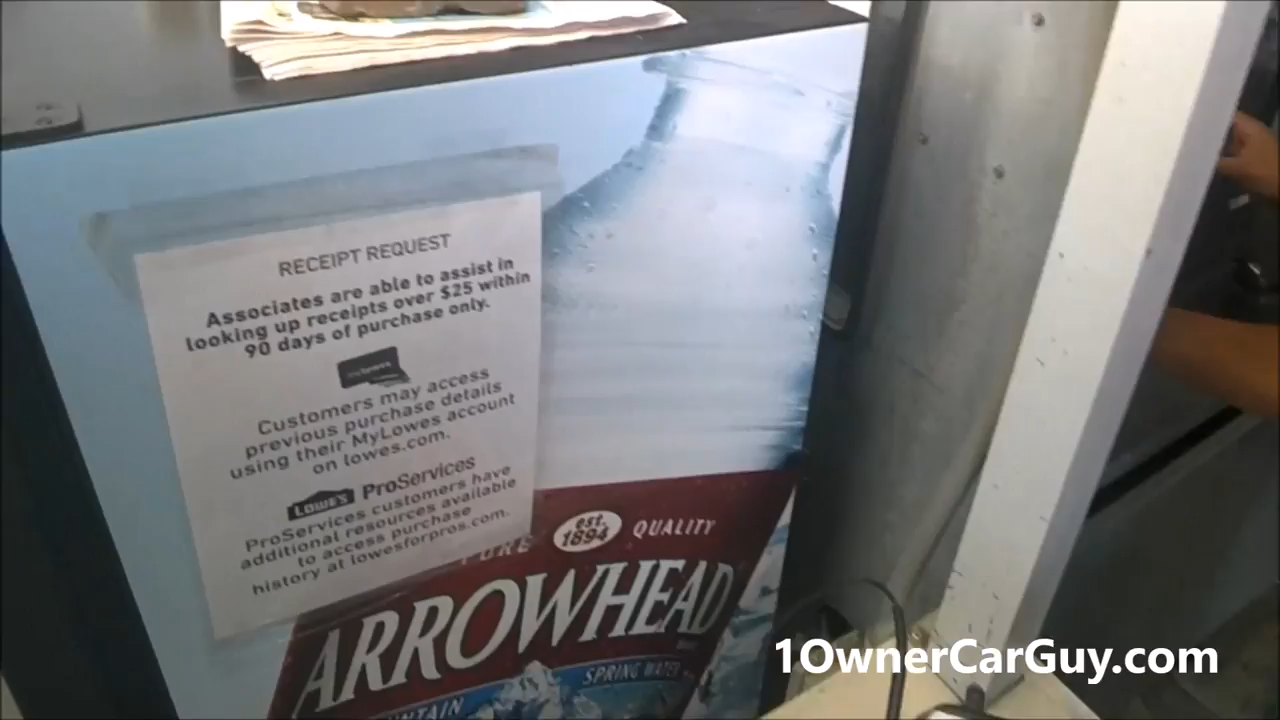 RECEIPT REQUEST
Associates are able to assist in
looking up receipts over $25 within
90 days of purchase only.
Customers may access
previous purchase details
using their MyLowes account
on lowes.com.
LOWE'S ProServices
ProServices customers have
additional resources available
to access purchase
history at lowesforpros.com.
PURE est. 1894 QUALITY
ARROWHEAD
SPRING WATER
1OwnerCarGuy.com